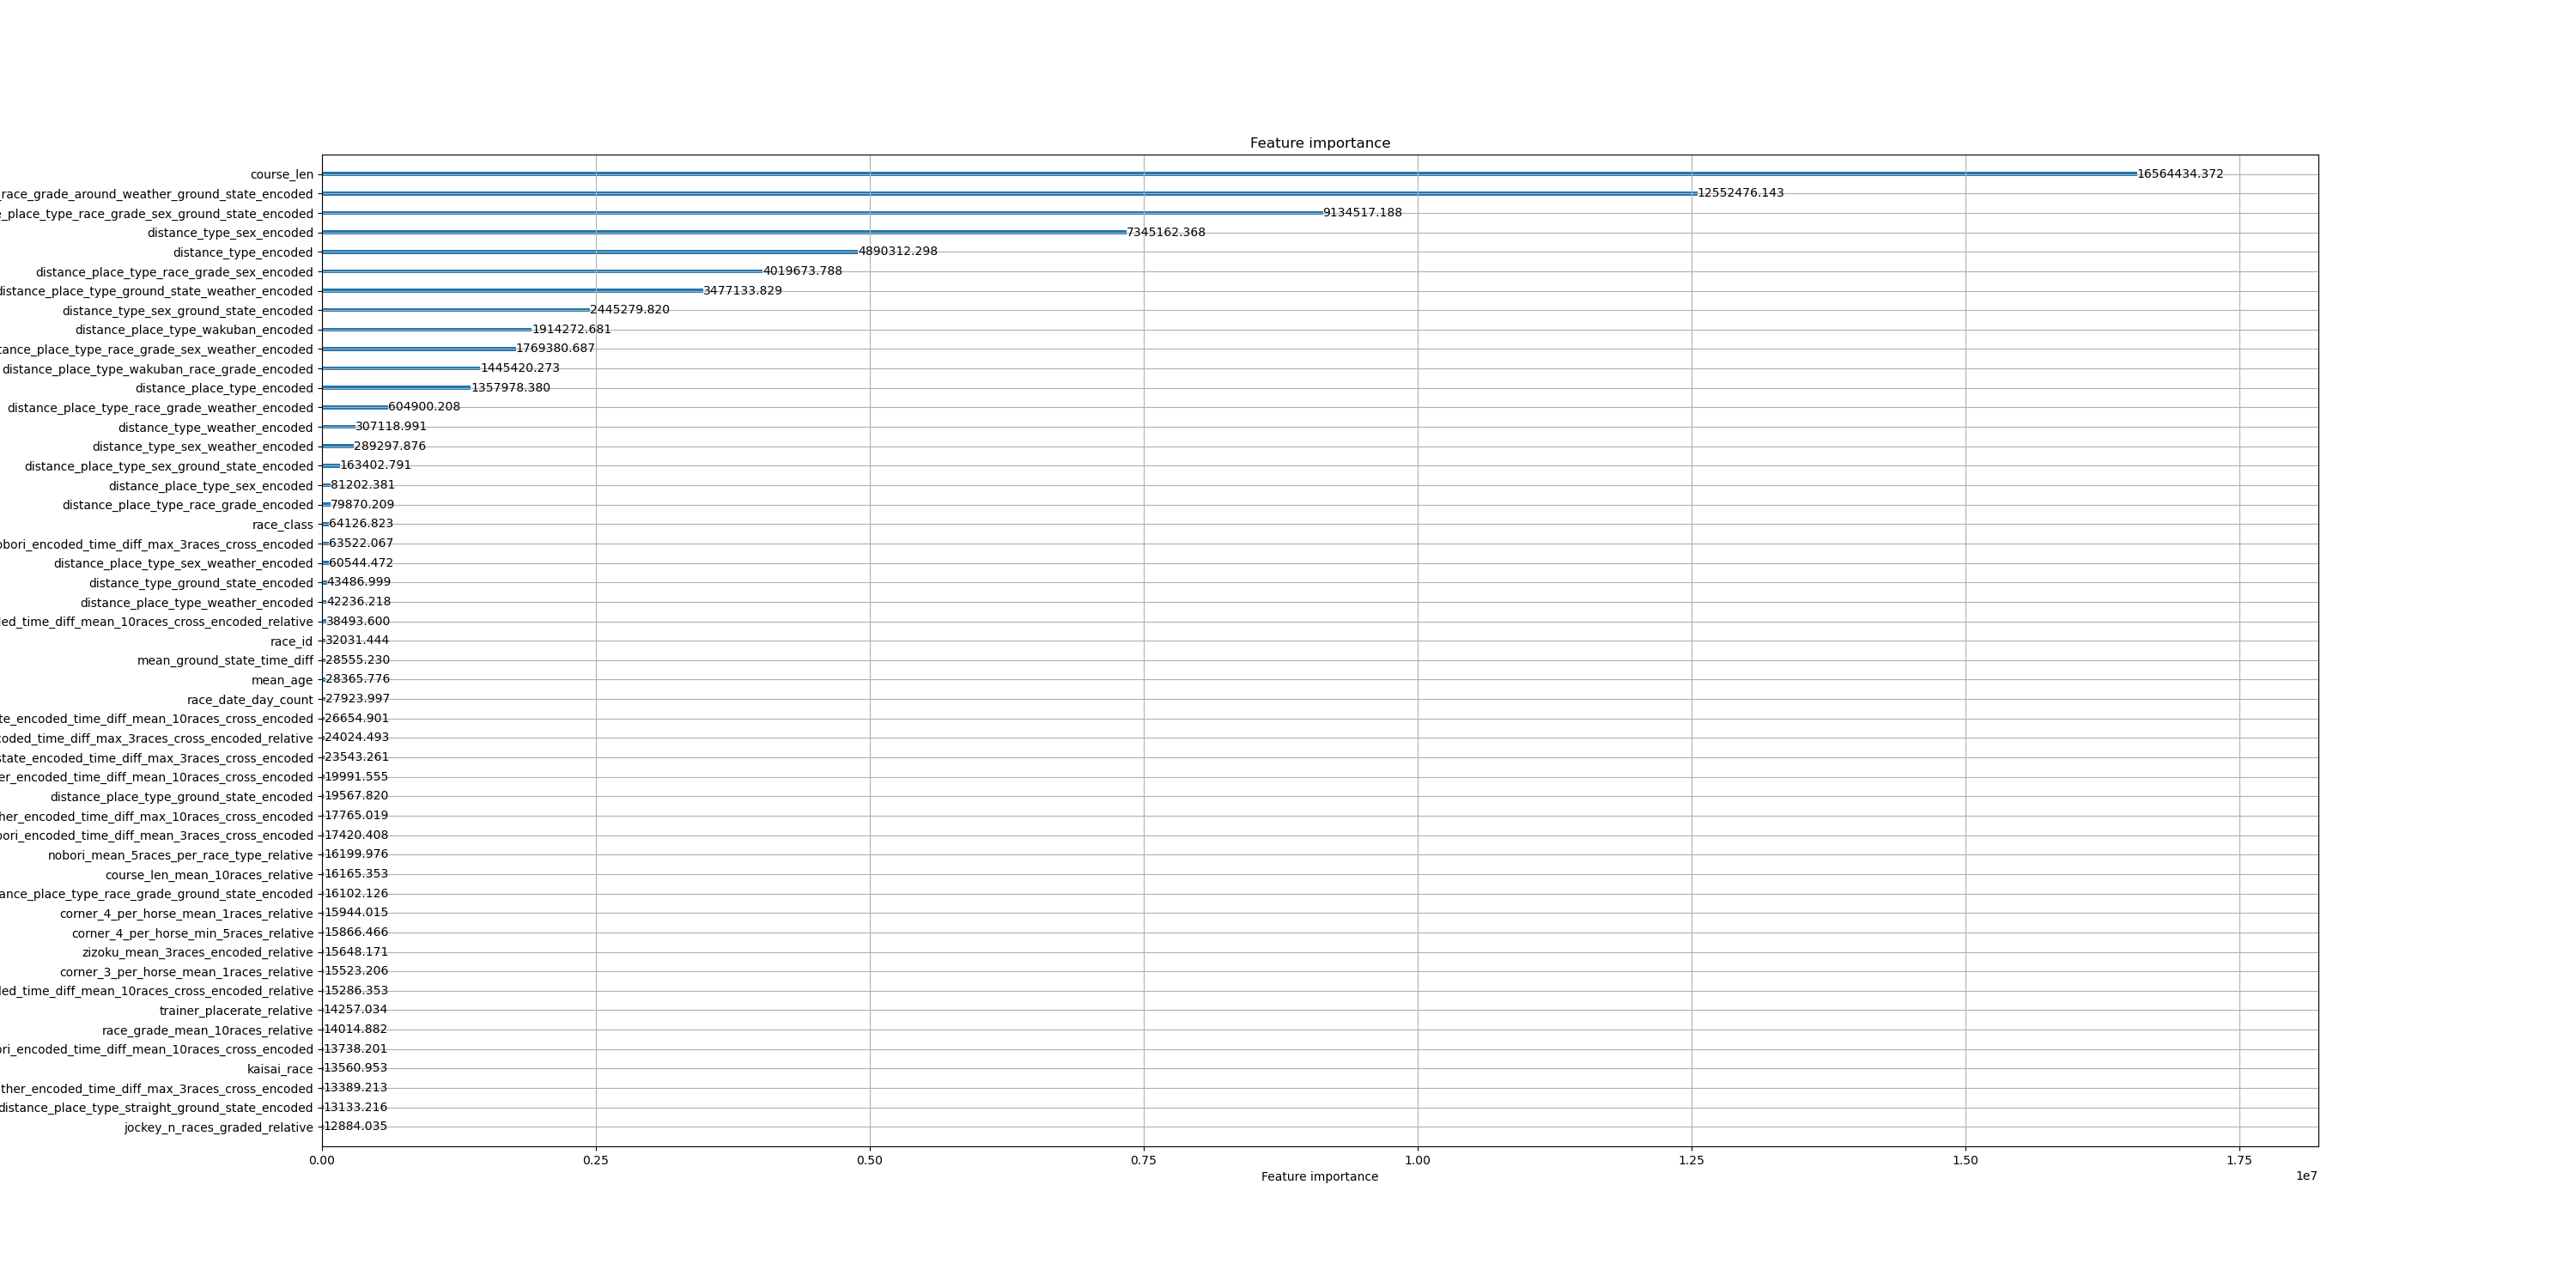 Feature importance
course_len 16564434.372
_race_grade_around_weather_ground_state_encoded 12552476.143
_place_type_race_grade_sex_ground_state_encoded 9134517.188
distance_type_sex_encoded 7345162.368
distance_type_encoded 4890312.298
distance_place_type_race_grade_sex_encoded 4019673.788
distance_place_type_ground_state_weather_encoded 3477133.829
distance_type_sex_ground_state_encoded 2445279.820
distance_place_type_wakuban_encoded 1914272.681
tance_place_type_race_grade_sex_weather_encoded 1769380.687
distance_place_type_wakuban_race_grade_encoded 1445420.273
distance_place_type_encoded 1357978.380
distance_place_type_race_grade_weather_encoded 604900.208
distance_type_weather_encoded 307118.991
distance_type_sex_weather_encoded 289297.876
distance_place_type_sex_ground_state_encoded 163402.791
distance_place_type_sex_encoded 81202.381
distance_place_type_race_grade_encoded 79870.209
race_class 64126.823
obori_encoded_time_diff_max_3races_cross_encoded 63522.067
distance_place_type_sex_weather_encoded 60544.472
distance_type_ground_state_encoded 43486.999
distance_place_type_weather_encoded 42236.218
ed_time_diff_mean_10races_cross_encoded_relative 38493.600
race_id 32031.444
mean_ground_state_time_diff 28555.230
mean_age 28365.776
race_date_day_count 27923.997
te_encoded_time_diff_mean_10races_cross_encoded 26654.901
coded_time_diff_max_3races_cross_encoded_relative 24024.493
state_encoded_time_diff_max_3races_cross_encoded 23543.261
er_encoded_time_diff_mean_10races_cross_encoded 19991.555
distance_place_type_ground_state_encoded 19567.820
her_encoded_time_diff_max_10races_cross_encoded 17765.019
bori_encoded_time_diff_mean_3races_cross_encoded 17420.408
nobori_mean_5races_per_race_type_relative 16199.976
course_len_mean_10races_relative 16165.353
ance_place_type_race_grade_ground_state_encoded 16102.126
corner_4_per_horse_mean_1races_relative 15944.015
corner_4_per_horse_min_5races_relative 15866.466
zizoku_mean_3races_encoded_relative 15648.171
corner_3_per_horse_mean_1races_relative 15523.206
ed_time_diff_mean_10races_cross_encoded_relative 15286.353
trainer_placerate_relative 14257.034
race_grade_mean_10races_relative 14014.882
ori_encoded_time_diff_mean_10races_cross_encoded 13738.201
kaisai_race 13560.953
ther_encoded_time_diff_max_3races_cross_encoded 13389.213
distance_place_type_straight_ground_state_encoded 13133.216
jockey_n_races_graded_relative 12884.035
0.00 0.25 0.50 0.75 1.00 1.25 1.50 1.75
Feature importance 1e7